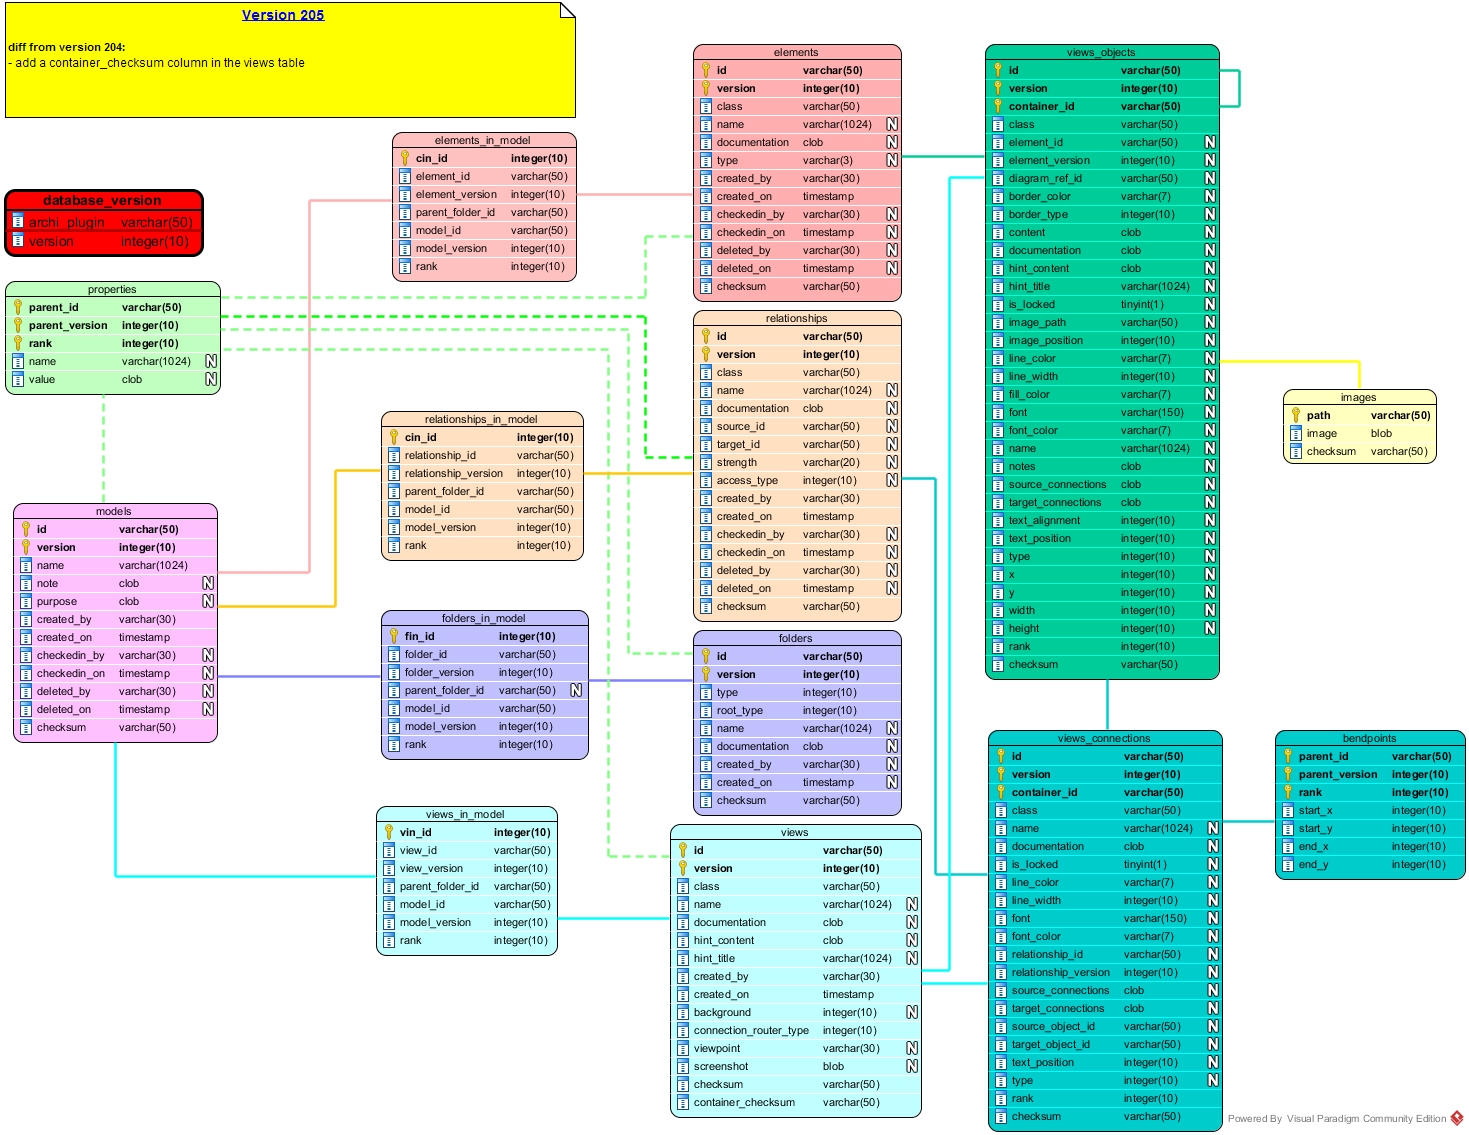 Version 205
diff from version 204:
- add a container_checksum column in the views table
database_version
archi_plugin varchar(50)
version integer(10)
properties
parent_id varchar(50)
parent_version integer(10)
rank integer(10)
name varchar(1024) N
value clob N
models
id varchar(50)
version integer(10)
name varchar(1024)
note clob N
purpose clob N
created_by varchar(30)
created_on timestamp
checkedin_by varchar(30) N
checkedin_on timestamp N
deleted_by varchar(30) N
deleted_on timestamp N
checksum varchar(50)
elements_in_model
cin_id integer(10)
element_id varchar(50)
element_version integer(10)
parent_folder_id varchar(50)
model_id varchar(50)
model_version integer(10)
rank integer(10)
relationships_in_model
cin_id integer(10)
relationship_id varchar(50)
relationship_version integer(10)
parent_folder_id varchar(50)
model_id varchar(50)
model_version integer(10)
rank integer(10)
folders_in_model
fin_id integer(10)
folder_id varchar(50)
folder_version integer(10)
parent_folder_id varchar(50) N
model_id varchar(50)
model_version integer(10)
rank integer(10)
views_in_model
vin_id integer(10)
view_id varchar(50)
view_version integer(10)
parent_folder_id varchar(50)
model_id varchar(50)
model_version integer(10)
rank integer(10)
elements
id varchar(50)
version integer(10)
class varchar(50)
name varchar(1024) N
documentation clob N
type varchar(3) N
created_by varchar(30)
created_on timestamp
checkedin_by varchar(30) N
checkedin_on timestamp N
deleted_by varchar(30) N
deleted_on timestamp N
checksum varchar(50)
relationships
id varchar(50)
version integer(10)
class varchar(50)
name varchar(1024) N
documentation clob N
source_id varchar(50) N
target_id varchar(50) N
strength varchar(20) N
access_type integer(10) N
created_by varchar(30)
created_on timestamp
checkedin_by varchar(30) N
checkedin_on timestamp N
deleted_by varchar(30) N
deleted_on timestamp N
checksum varchar(50)
folders
id varchar(50)
version integer(10)
type integer(10)
root_type integer(10)
name varchar(1024) N
documentation clob N
created_by varchar(30) N
created_on timestamp N
checksum varchar(50)
views
id varchar(50)
version integer(10)
class varchar(50)
name varchar(1024) N
documentation clob N
hint_content clob N
hint_title varchar(1024) N
created_by varchar(30)
created_on timestamp
background integer(10) N
connection_router_type integer(10)
viewpoint varchar(30) N
screenshot blob N
checksum varchar(50)
container_checksum varchar(50)
views_objects
id varchar(50)
version integer(10)
container_id varchar(50)
class varchar(50)
element_id varchar(50) N
element_version integer(10) N
diagram_ref_id varchar(50) N
border_color varchar(7) N
border_type integer(10) N
content clob N
documentation clob N
hint_content clob N
hint_title varchar(1024) N
is_locked tinyint(1) N
image_path varchar(50) N
image_position integer(10) N
line_color varchar(7) N
line_width integer(10) N
fill_color varchar(7) N
font varchar(150) N
font_color varchar(7) N
name varchar(1024) N
notes clob N
source_connections clob N
target_connections clob N
text_alignment integer(10) N
text_position integer(10) N
type integer(10) N
x integer(10) N
y integer(10) N
width integer(10) N
height integer(10) N
rank integer(10)
checksum varchar(50)
images
path varchar(50)
image blob
checksum varchar(50)
views_connections
id varchar(50)
version integer(10)
container_id varchar(50)
class varchar(50)
name varchar(1024) N
documentation clob N
is_locked tinyint(1) N
line_color varchar(7) N
line_width integer(10) N
font varchar(150) N
font_color varchar(7) N
relationship_id varchar(50) N
relationship_version integer(10) N
source_connections clob N
target_connections clob N
source_object_id varchar(50) N
target_object_id varchar(50) N
text_position integer(10) N
type integer(10) N
rank integer(10)
checksum varchar(50)
bendpoints
parent_id varchar(50)
parent_version integer(10)
rank integer(10)
start_x integer(10)
start_y integer(10)
end_x integer(10)
end_y integer(10)
Powered By Visual Paradigm Community Edition